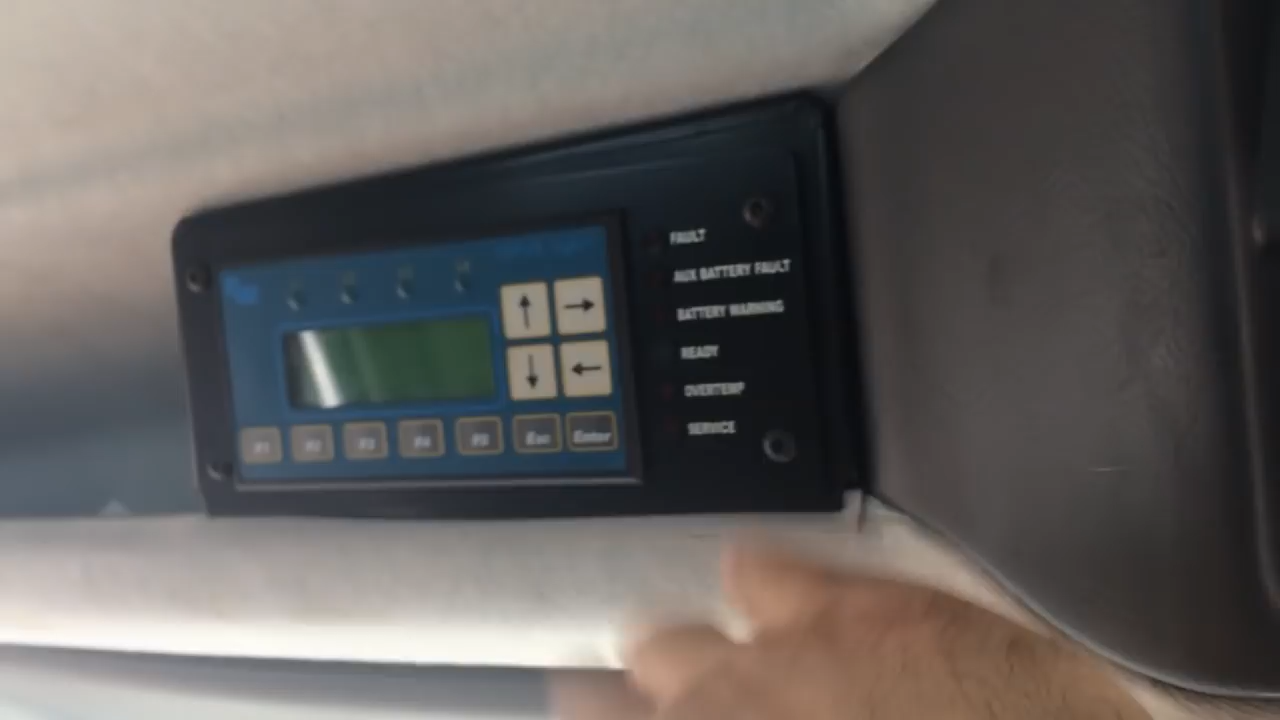 FAULT
AUX BATTERY FAULT
BATTERY WARNING
READY
OVERTEMP
SERVICE
F1 F2 F3 F4 F5 Esc Enter